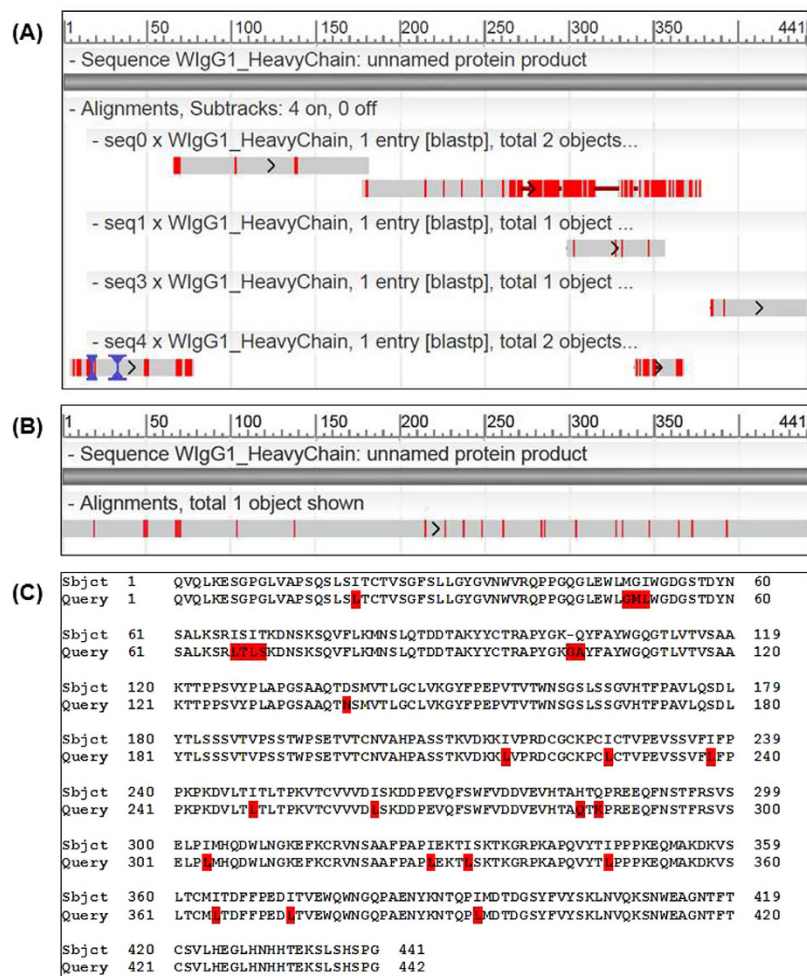 (A)
1 50 100 150 200 250 300 350 441
- Sequence WIgG1_HeavyChain: unnamed protein product
- Alignments, Subtracks: 4 on, 0 off
- seq0 x WIgG1_HeavyChain, 1 entry [blastp], total 2 objects...
- seq1 x WIgG1_HeavyChain, 1 entry [blastp], total 1 object ...
- seq3 x WIgG1_HeavyChain, 1 entry [blastp], total 1 object ...
- seq4 x WIgG1_HeavyChain, 1 entry [blastp], total 2 objects...
(B)
1 50 100 150 200 250 300 350 441
- Sequence WIgG1_HeavyChain: unnamed protein product
- Alignments, total 1 object shown
(C)
Sbjct 1 QVQLKESGPGLVAPSQSLSITCTVSGFSLLGYGVNWVRQPPGQGLEWLMGIWGDGSTDYN 60
Query 1 QVQLKESGPGLVAPSQSLSLTCTVSGFSLLGYGVNWVRQPPGQGLEWLGMLWGDGSTDYN 60
Sbjct 61 SALKSRISITKDNSKSQVFLKMNSLQTDDTAKYYCTRAPYGK-QYFAYWGQGTLVTVSAA 119
Query 61 SALKSRLTLSKDNSKSQVFLKMNSLQTDDTAKYYCTRAPYGKGAYFAYWGQGTLVTVSAA 120
Sbjct 120 KTTPPSVYPLAPGSAAQTDSMVTLGCLVKGYFPEPVTVTWNSGSLSSGVHTFPAVLQSDL 179
Query 121 KTTPPSVYPLAPGSAAQTNSMVTLGCLVKGYFPEPVTVTWNSGSLSSGVHTFPAVLQSDL 180
Sbjct 180 YTLSSSVTVPSSTWPSETVTCNVAHPASSTKVDKKIVPRDCGCKPCICTVPEVSSVFIFP 239
Query 181 YTLSSSVTVPSSTWPSETVTCNVAHPASSTKVDKKLVPRDCGCKPCLCTVPEVSSVFLFP 240
Sbjct 240 PKPKDVLTITLTPKVTCVVVDISKDDPEVQFSWFVDDVEVHTAHTQPREEQFNSTFRSVS 299
Query 241 PKPKDVLTLTLTPKVTCVVVDLSKDDPEVQFSWFVDDVEVHTAQTKPREEQFNSTFRSVS 300
Sbjct 300 ELPIMHQDWLNGKEFKCRVNSAAFPAPIEKTISKTKGRPKAPQVYTIPPPKEQMAKDKVS 359
Query 301 ELPLMHQDWLNGKEFKCRVNSAAFPAPLEKTLSKTKGRPKAPQVYTLPPPKEQMAKDKVS 360
Sbjct 360 LTCMITDFFPEDITVEWQWNGQPAENYKNTQPIMDTDGSYFVYSKLNVQKSNWEAGNTFT 419
Query 361 LTCMLTDFFPEDLTVEWQWNGQPAENYKNTQPLMDTDGSYFVYSKLNVQKSNWEAGNTFT 420
Sbjct 420 CSVLHEGLHNHHTEKSLSHSPG 441
Query 421 CSVLHEGLHNHHTEKSLSHSPG 442